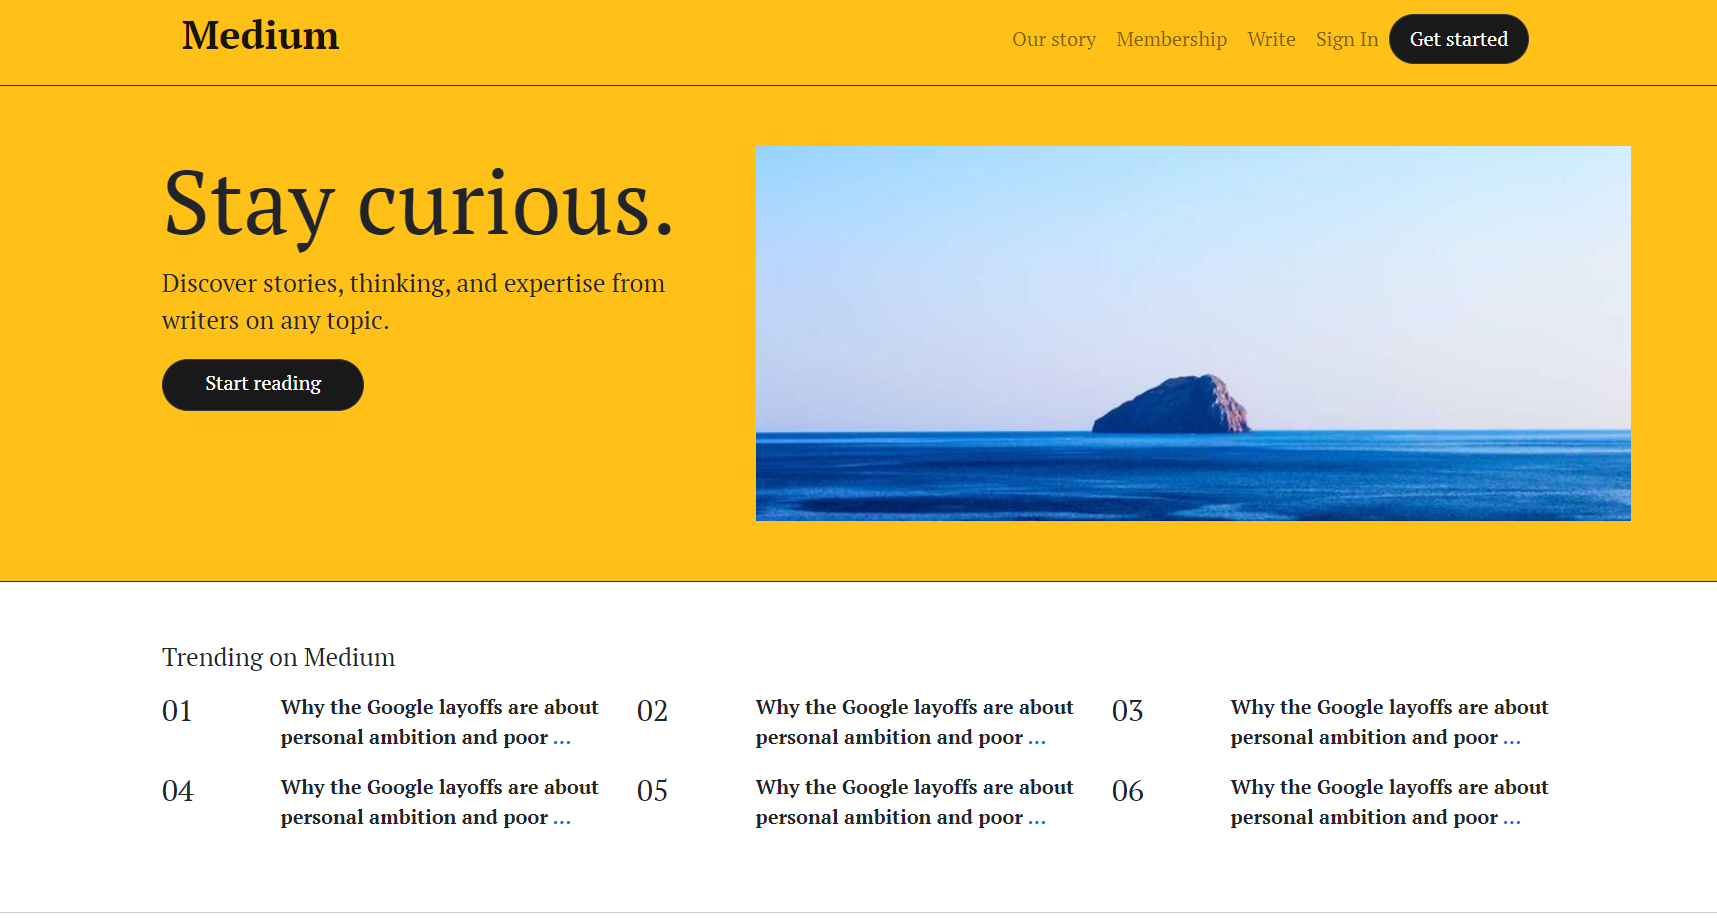 Medium
Our story Membership Write Sign In Get started
Stay curious.
Discover stories, thinking, and expertise from
writers on any topic.
Start reading
Trending on Medium
01
Why the Google layoffs are about
personal ambition and poor ...
02
Why the Google layoffs are about
personal ambition and poor ...
03
Why the Google layoffs are about
personal ambition and poor ...
04
Why the Google layoffs are about
personal ambition and poor ...
05
Why the Google layoffs are about
personal ambition and poor ...
06
Why the Google layoffs are about
personal ambition and poor ...